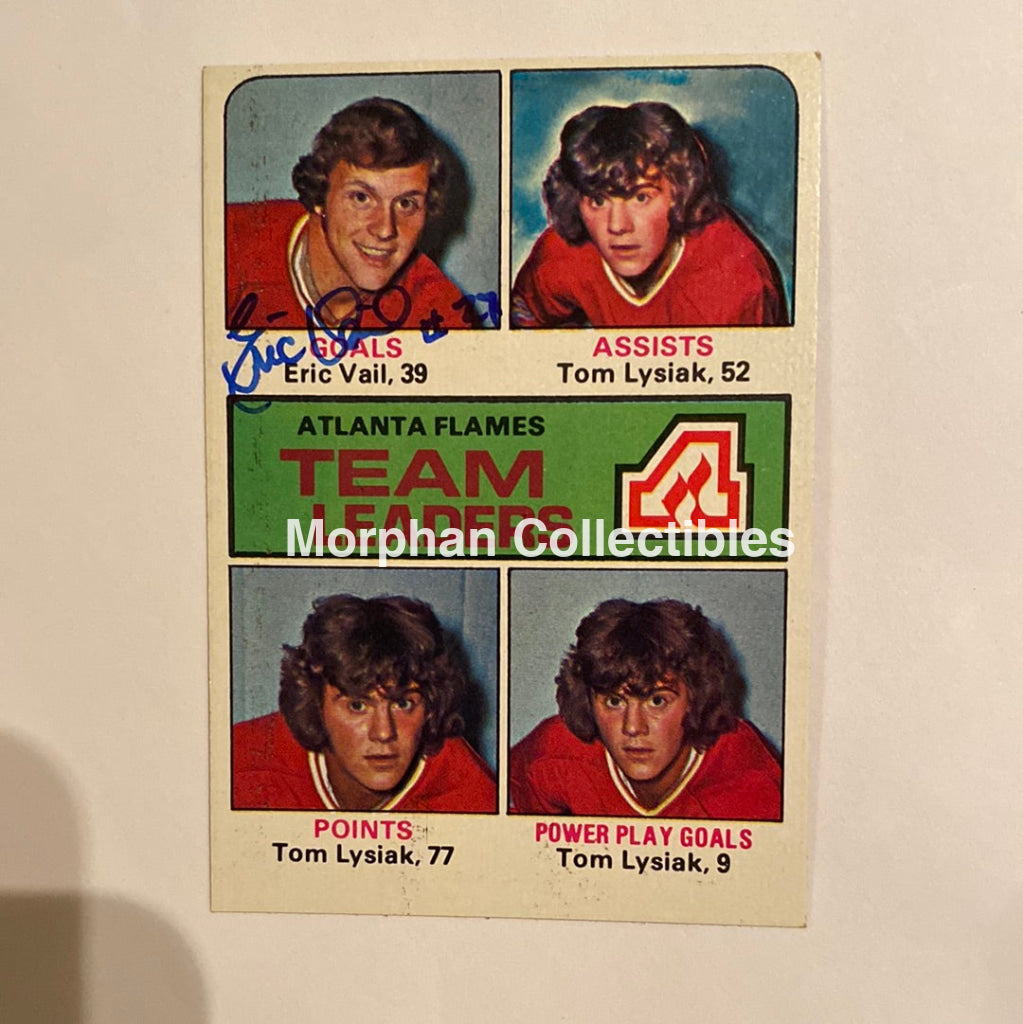 Eric Vail #27
GOALS
Eric Vail, 39
ASSISTS
Tom Lysiak, 52
ATLANTA FLAMES
TEAM
LEADERS
A
Morphan Collectibles
POINTS
Tom Lysiak, 77
POWER PLAY GOALS
Tom Lysiak, 9